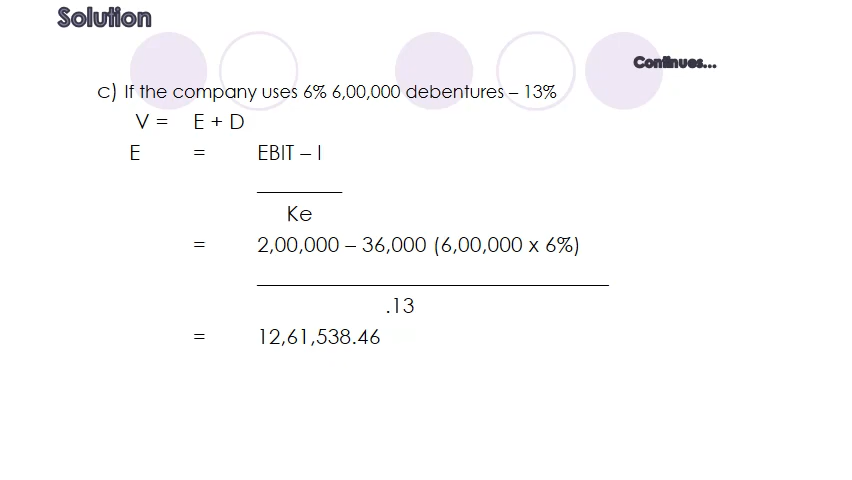 Solution
Continues...
c) If the company uses 6% 6,00,000 debentures – 13%
V = E + D
E = EBIT – I
Ke
= 2,00,000 – 36,000 (6,00,000 x 6%)
.13
= 12,61,538.46